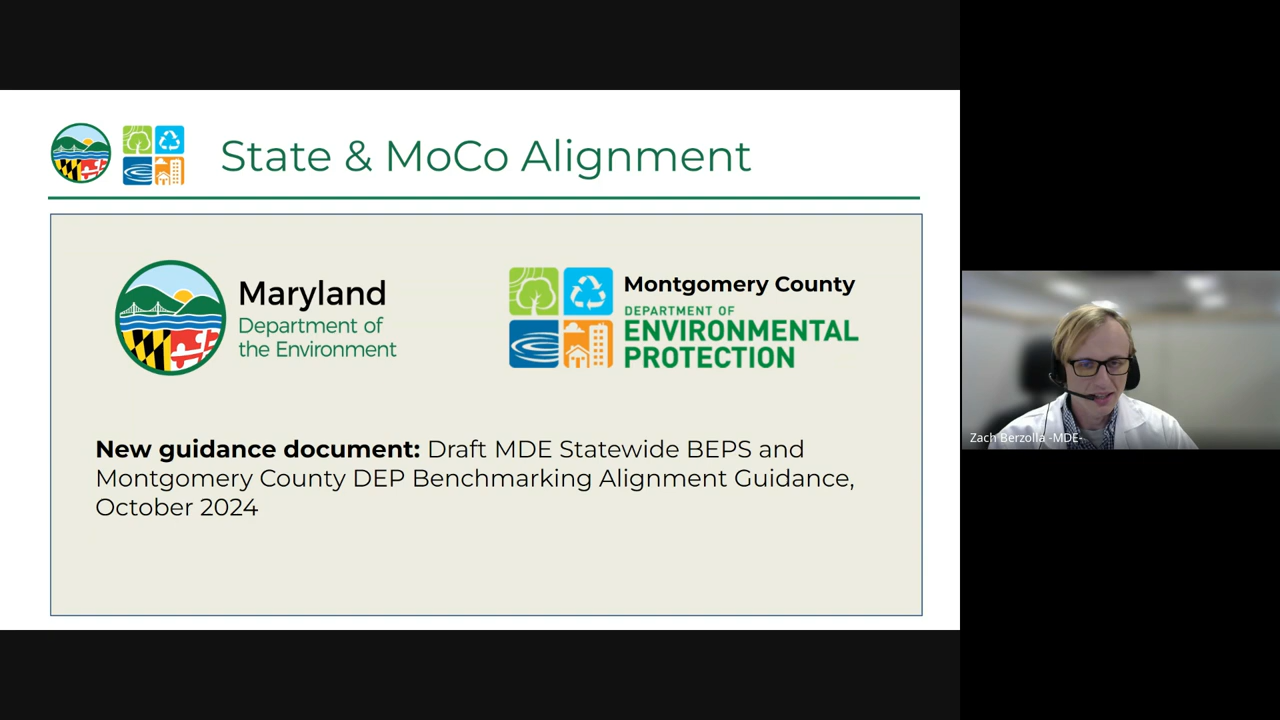 State & MoCo Alignment
Maryland
Department of
the Environment
Montgomery County
DEPARTMENT OF
ENVIRONMENTAL
PROTECTION
New guidance document: Draft MDE Statewide BEPS and
Montgomery County DEP Benchmarking Alignment Guidance,
October 2024
Zach Berzolla -MDE-